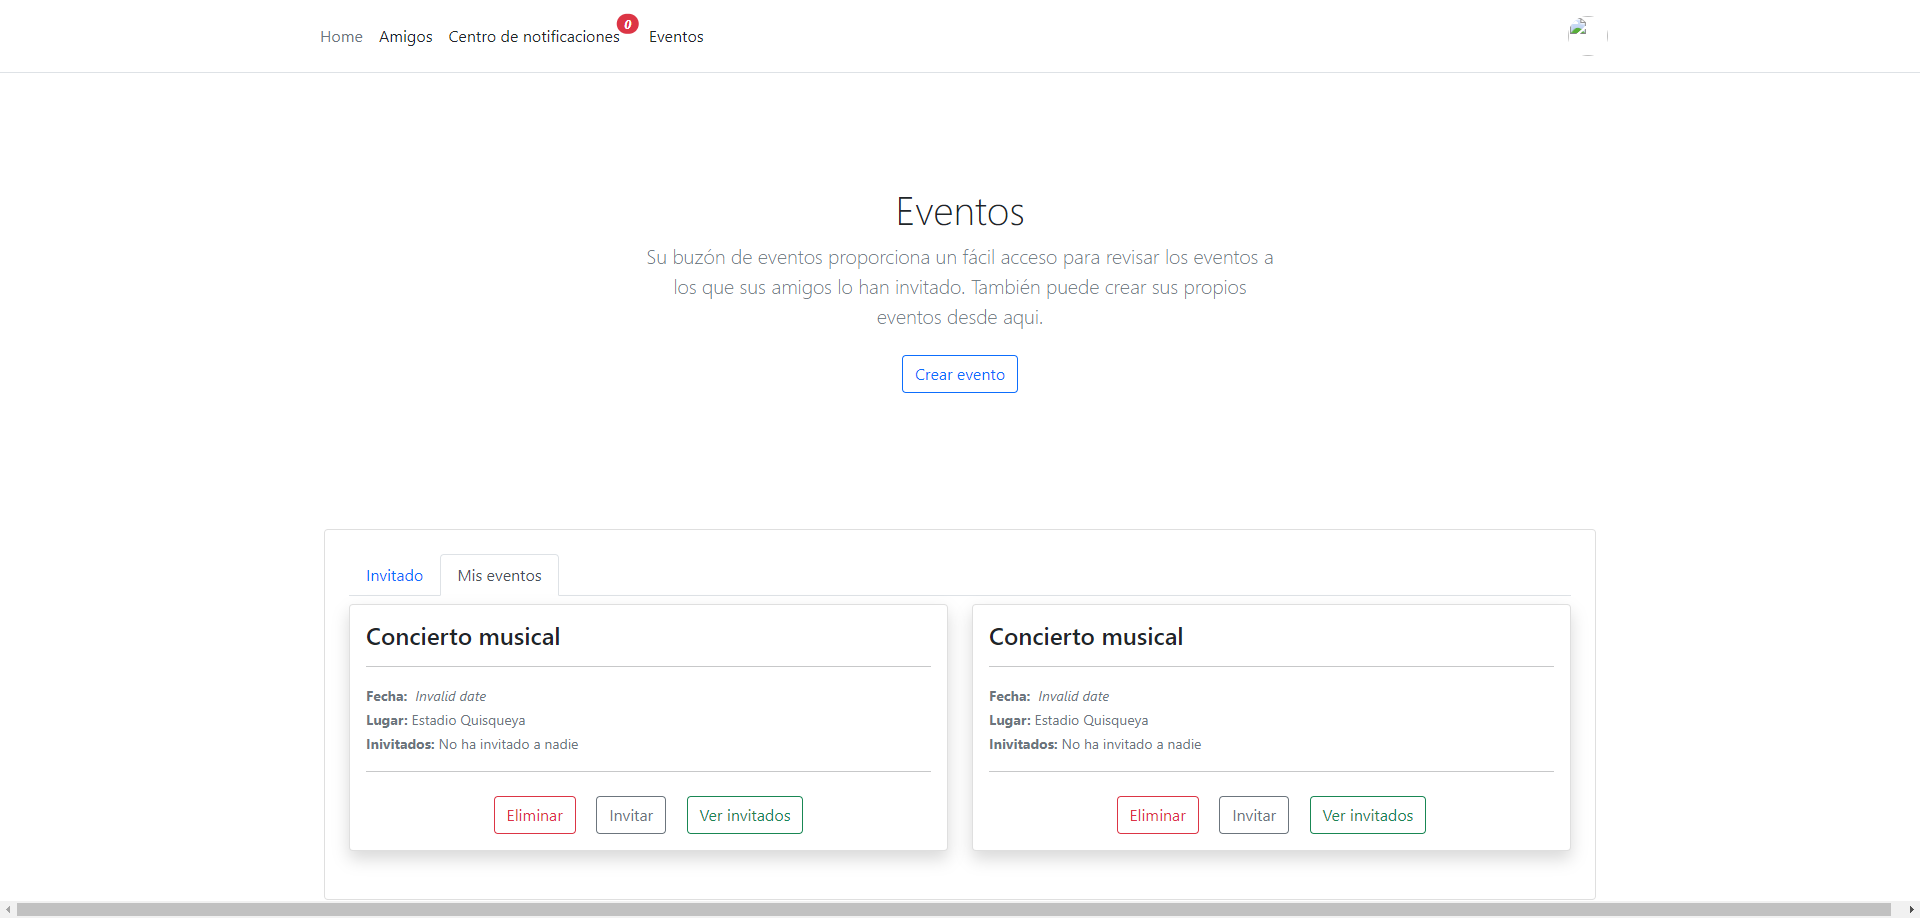 Home Amigos Centro de notificaciones 0 Eventos
Eventos
Su buzón de eventos proporciona un fácil acceso para revisar los eventos a
los que sus amigos lo han invitado. También puede crear sus propios
eventos desde aqui.
Crear evento
Invitado Mis eventos
Concierto musical
Fecha: Invalid date
Lugar: Estadio Quisqueya
Inivitados: No ha invitado a nadie
Eliminar Invitar Ver invitados
Concierto musical
Fecha: Invalid date
Lugar: Estadio Quisqueya
Inivitados: No ha invitado a nadie
Eliminar Invitar Ver invitados